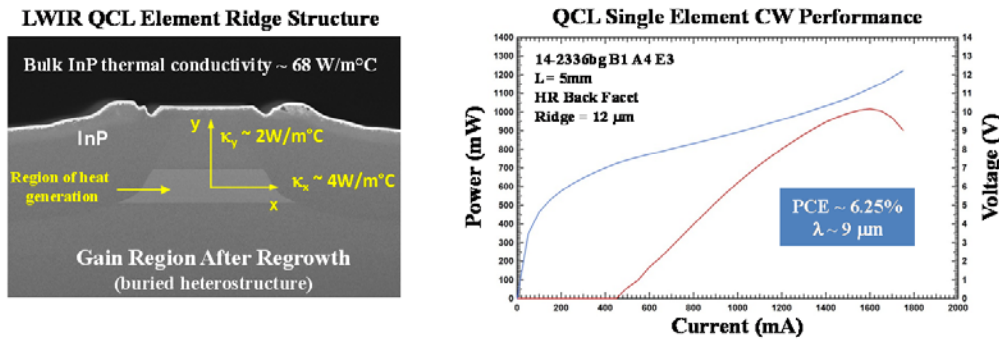 LWIR QCL Element Ridge Structure
Bulk InP thermal conductivity ~ 68 W/m°C
InP
y
κy ~ 2W/m°C
Region of heat
generation
κx ~ 4W/m°C
x
Gain Region After Regrowth
(buried heterostructure)
QCL Single Element CW Performance
14-2336bg B1 A4 E3
L= 5mm
HR Back Facet
Ridge = 12 μm
PCE ~ 6.25%
λ ~ 9 μm
Power (mW)
1400
1300
1200
1100
1000
900
800
700
600
500
400
300
200
100
0
Voltage (V)
14
13
12
11
10
9
8
7
6
5
4
3
2
1
0
0 200 400 600 800 1000 1200 1400 1600 1800 2000
Current (mA)